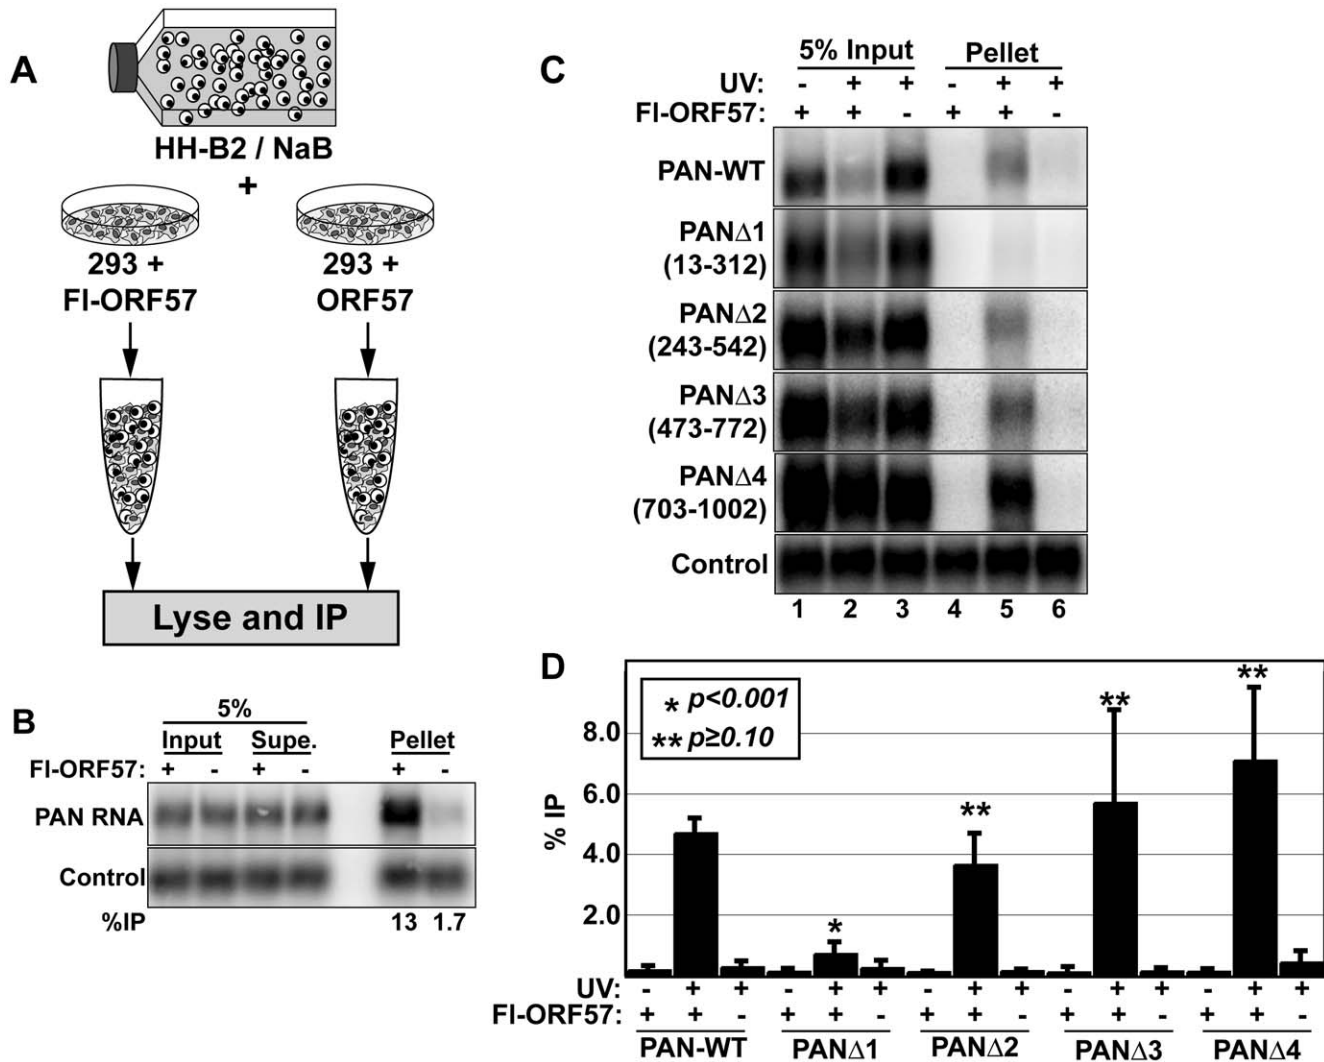 A
HH-B2 / NaB
+
293 +
Fl-ORF57
293 +
ORF57
Lyse and IP
B
5%
Input Supe. Pellet
Fl-ORF57: + - + - + -
PAN RNA
Control
%IP 13 1.7
C
5% Input Pellet
UV: - + + - + +
Fl-ORF57: + + - + + -
PAN-WT
PANΔ1
(13-312)
PANΔ2
(243-542)
PANΔ3
(473-772)
PANΔ4
(703-1002)
Control
1 2 3 4 5 6
D
* p<0.001
** p≥0.10
% IP
8.0
6.0
4.0
2.0
* ** ** **
UV: - + + - + + - + + - + + - + +
Fl-ORF57: + + - + + - + + - + + - + + -
PAN-WT PANΔ1 PANΔ2 PANΔ3 PANΔ4